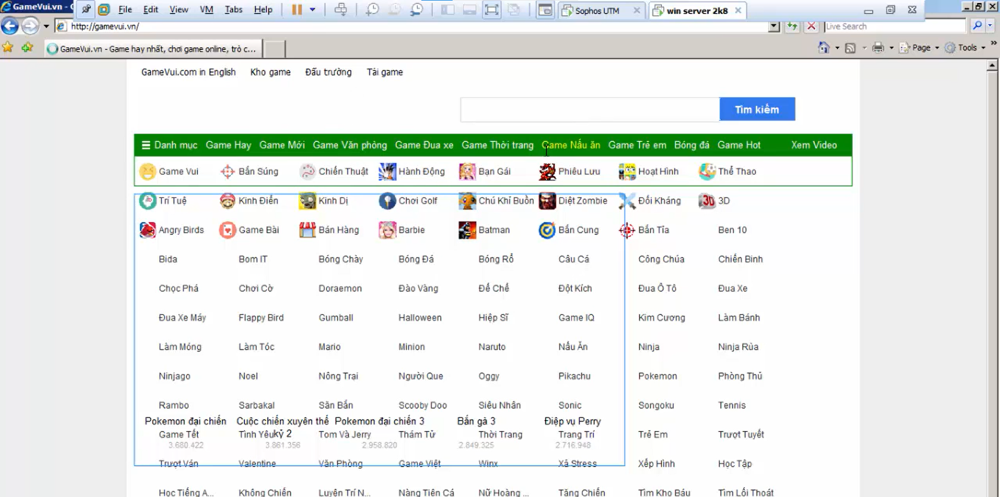 GameVui.vn - G
File Edit View VM Tabs Help
Sophos UTM
win server 2k8
http://gamevui.vn/
Live Search
GameVui.vn - Game hay nhất, chơi game online, trò c...
Page
Tools
GameVui.com in English Kho game Đấu trường Tải game
Tìm kiếm
Danh mục Game Hay Game Mới Game Văn phòng Game Đua xe Game Thời trang Game Nấu ăn Game Trẻ em Bóng đá Game Hot Xem Video
Game Vui Bắn Súng Chiến Thuật Hành Động Bạn Gái Phiêu Lưu Hoạt Hình Thể Thao
Trí Tuệ Kinh Điển Kinh Dị Chơi Golf Chú Khỉ Buồn Diệt Zombie Đối Kháng 3D
Angry Birds Game Bài Bán Hàng Barbie Batman Bắn Cung Bắn Tỉa Ben 10
Bida Bom IT Bóng Chày Bóng Đá Bóng Rổ Câu Cá Công Chúa Chiến Binh
Chọc Phá Chơi Cờ Doraemon Đào Vàng Đế Chế Đột Kích Đua Ô Tô Đua Xe
Đua Xe Máy Flappy Bird Gumball Halloween Hiệp Sĩ Game IQ Kim Cương Làm Bánh
Làm Móng Làm Tóc Mario Minion Naruto Nấu Ăn Ninja Ninja Rùa
Ninjago Noel Nông Trại Người Que Oggy Pikachu Pokemon Phòng Thủ
Rambo Sarbakal Săn Bắn Scooby Doo Siêu Nhân Sonic Songoku Tennis
Pokemon đại chiến Cuộc chiến xuyên thế kỷ 2 Pokemon đại chiến 3 Bắn gà 3 Điệp vụ Perry
Game Tết Tình Yêu Tom Và Jerry Thám Tử Thời Trang Trang Trí Trẻ Em Trượt Tuyết
3.680.422 3.861.356 2.958.820 2.849.325 2.716.948
Trượt Ván Valentine Văn Phòng Game Việt Winx Xả Stress Xếp Hình Học Tập
Học Tiếng A... Không Chiến Luyện Trí N... Nàng Tiên Cá Nữ Hoàng ... Tăng Chiến Tìm Kho Báu Tìm Lối Thoát